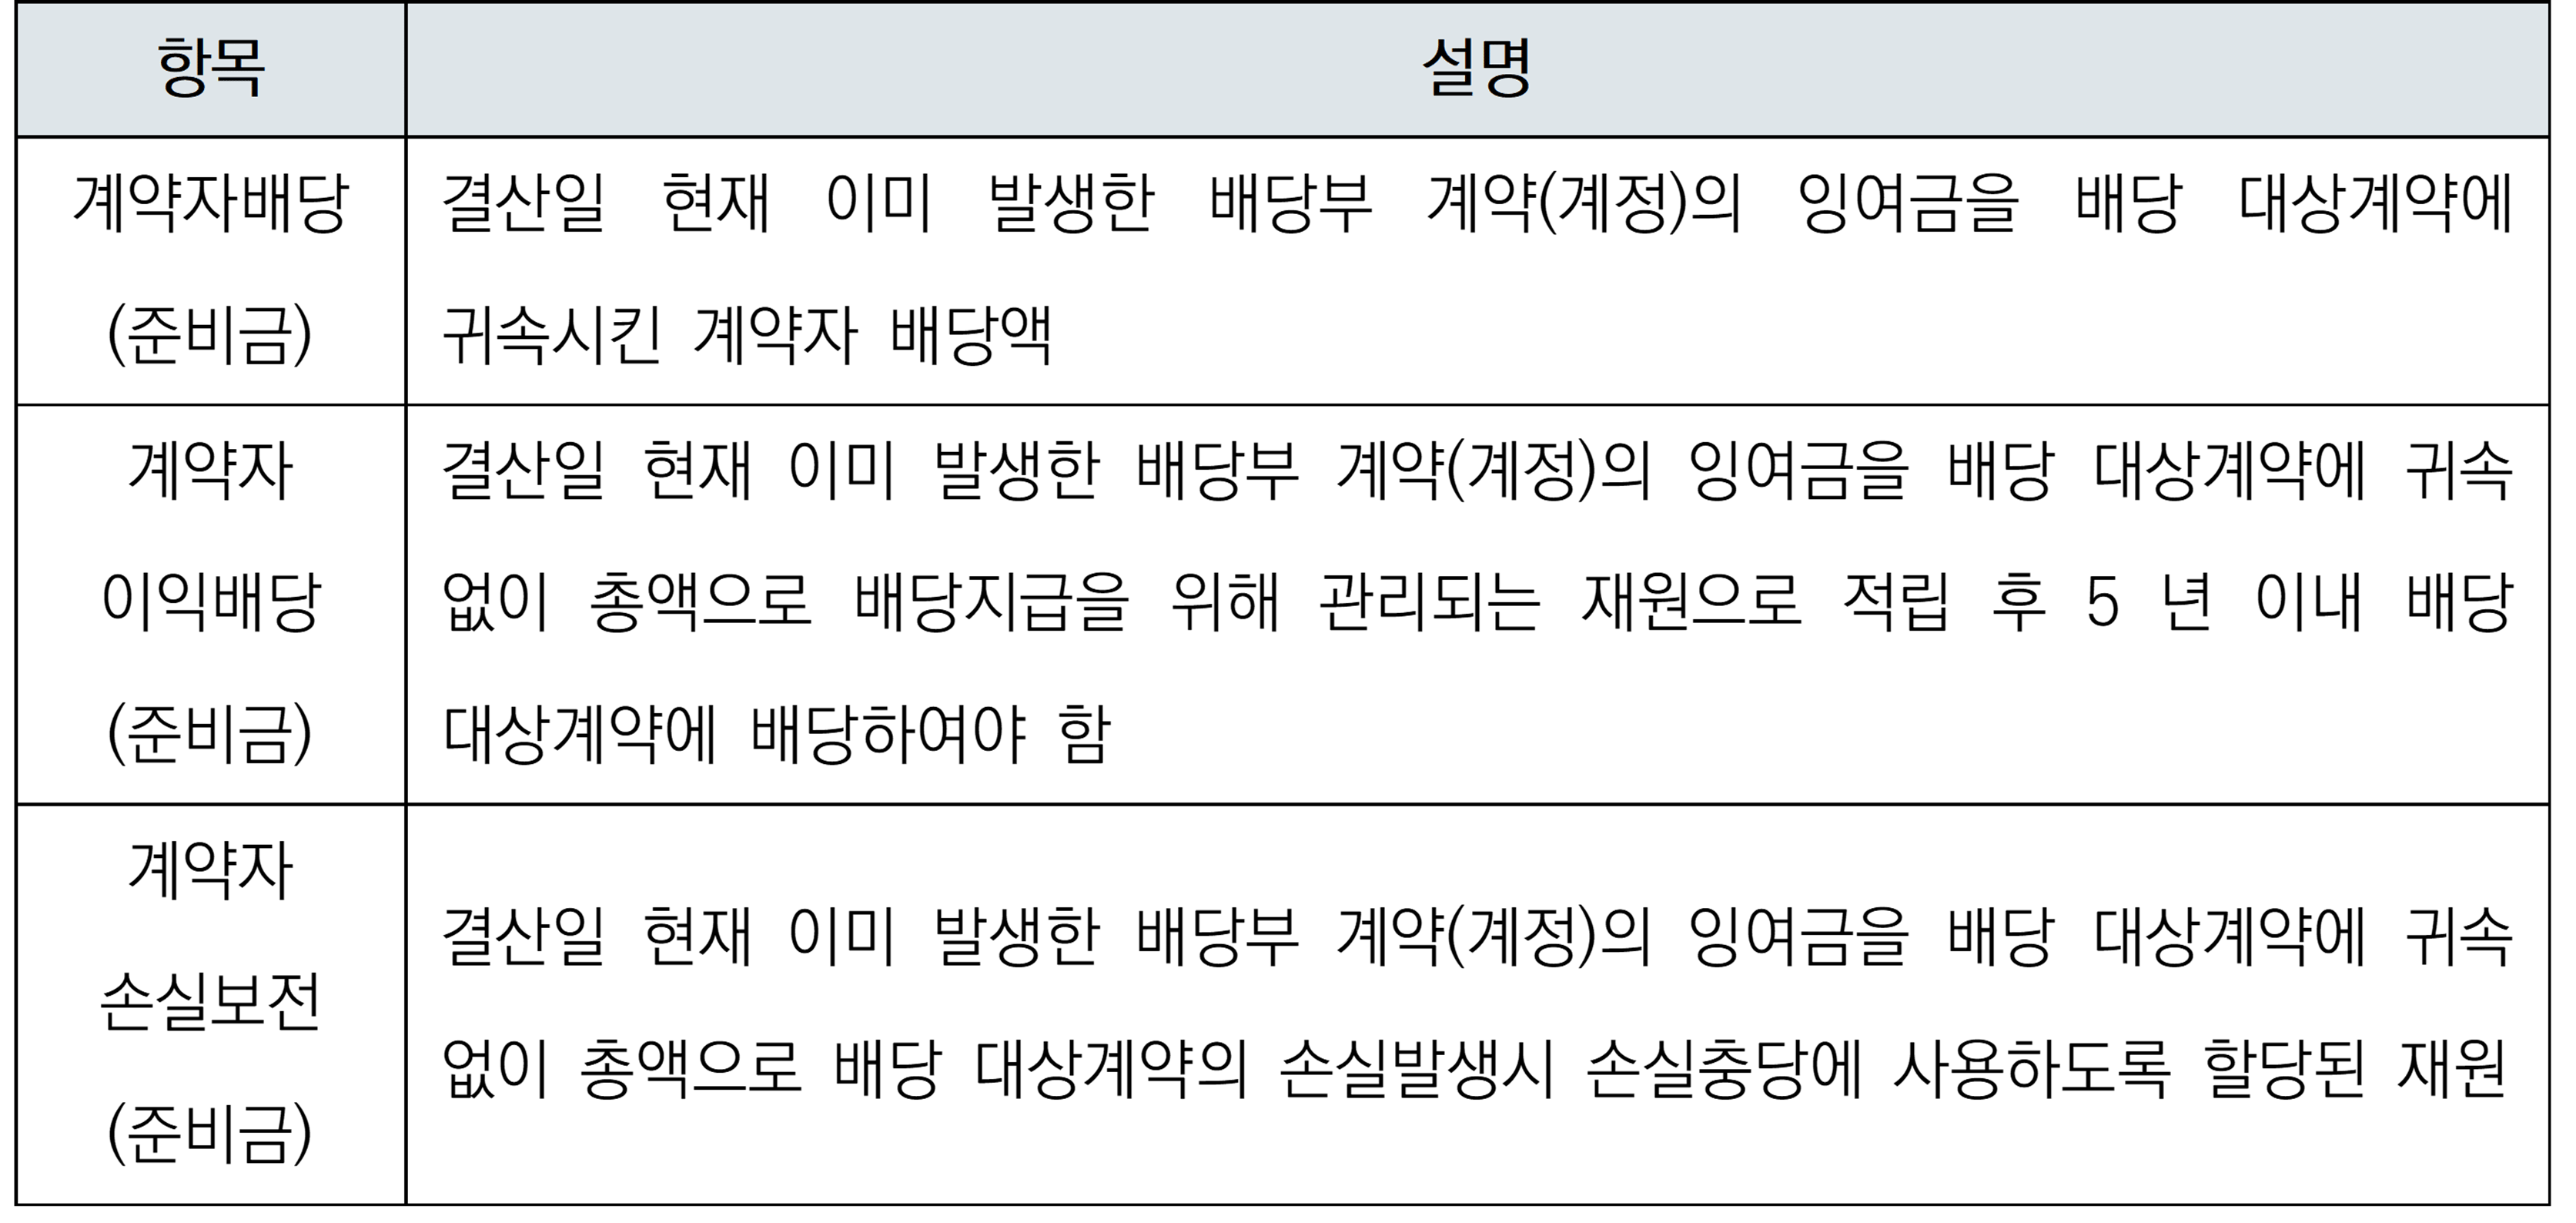 항목
설명
계약자배당
(준비금)
결산일 현재 이미 발생한 배당부 계약(계정)의 잉여금을 배당 대상계약에
귀속시킨 계약자 배당액
계약자
이익배당
(준비금)
결산일 현재 이미 발생한 배당부 계약(계정)의 잉여금을 배당 대상계약에 귀속
없이 총액으로 배당지급을 위해 관리되는 재원으로 적립 후 5 년 이내 배당
대상계약에 배당하여야 함
계약자
손실보전
(준비금)
결산일 현재 이미 발생한 배당부 계약(계정)의 잉여금을 배당 대상계약에 귀속
없이 총액으로 배당 대상계약의 손실발생시 손실충당에 사용하도록 할당된 재원